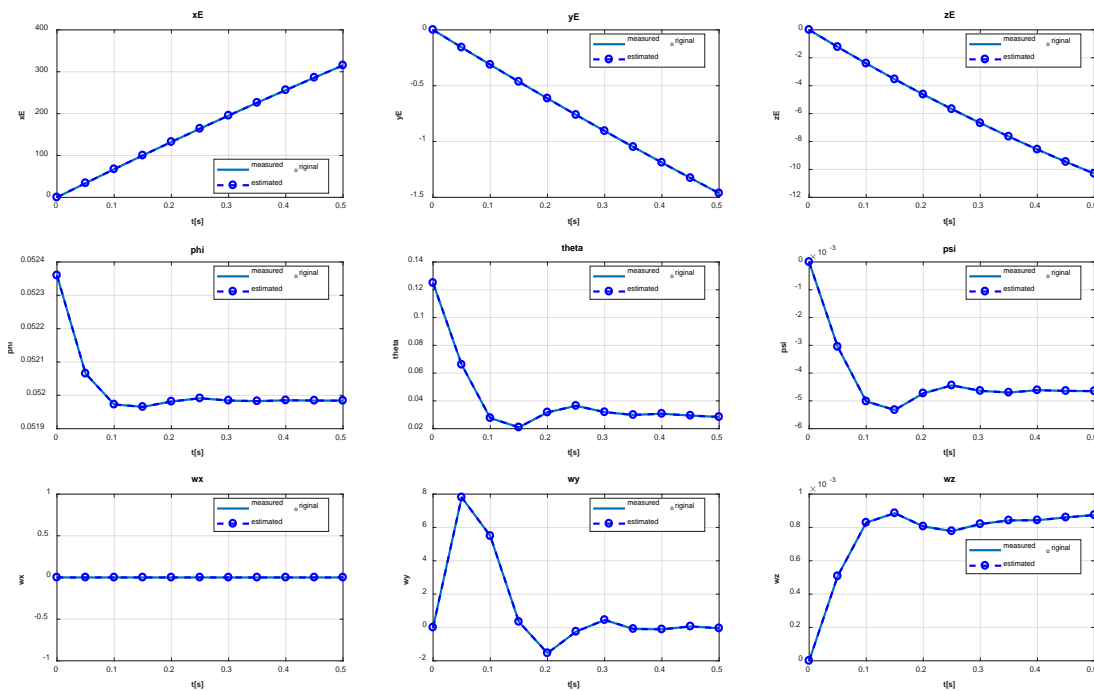 xE
yE
zE
400
300
200
100
0
xE
measured original
estimated
0 0.1 0.2 0.3 0.4 0.5
t[s]
0
-0.5
-1
-1.5
yE
measured original
estimated
0 0.1 0.2 0.3 0.4 0.5
t[s]
0
-2
-4
-6
-8
-10
-12
zE
measured original
estimated
0 0.1 0.2 0.3 0.4 0.5
t[s]
phi
0.0524
0.0523
0.0522
0.0521
0.052
0.0519
phi
measured original
estimated
0 0.1 0.2 0.3 0.4 0.5
t[s]
theta
0.14
0.12
0.1
0.08
0.06
0.04
0.02
theta
measured original
estimated
0 0.1 0.2 0.3 0.4 0.5
t[s]
psi
× 10-3
0
-1
-2
-3
-4
-5
-6
psi
measured original
estimated
0 0.1 0.2 0.3 0.4 0.5
t[s]
wx
1
0.5
0
-0.5
-1
wx
measured original
estimated
0 0.1 0.2 0.3 0.4 0.5
t[s]
wy
8
6
4
2
0
-2
wy
measured original
estimated
0 0.1 0.2 0.3 0.4 0.5
t[s]
wz
× 10-3
1
0.8
0.6
0.4
0.2
0
wz
measured original
estimated
0 0.1 0.2 0.3 0.4 0.5
t[s]